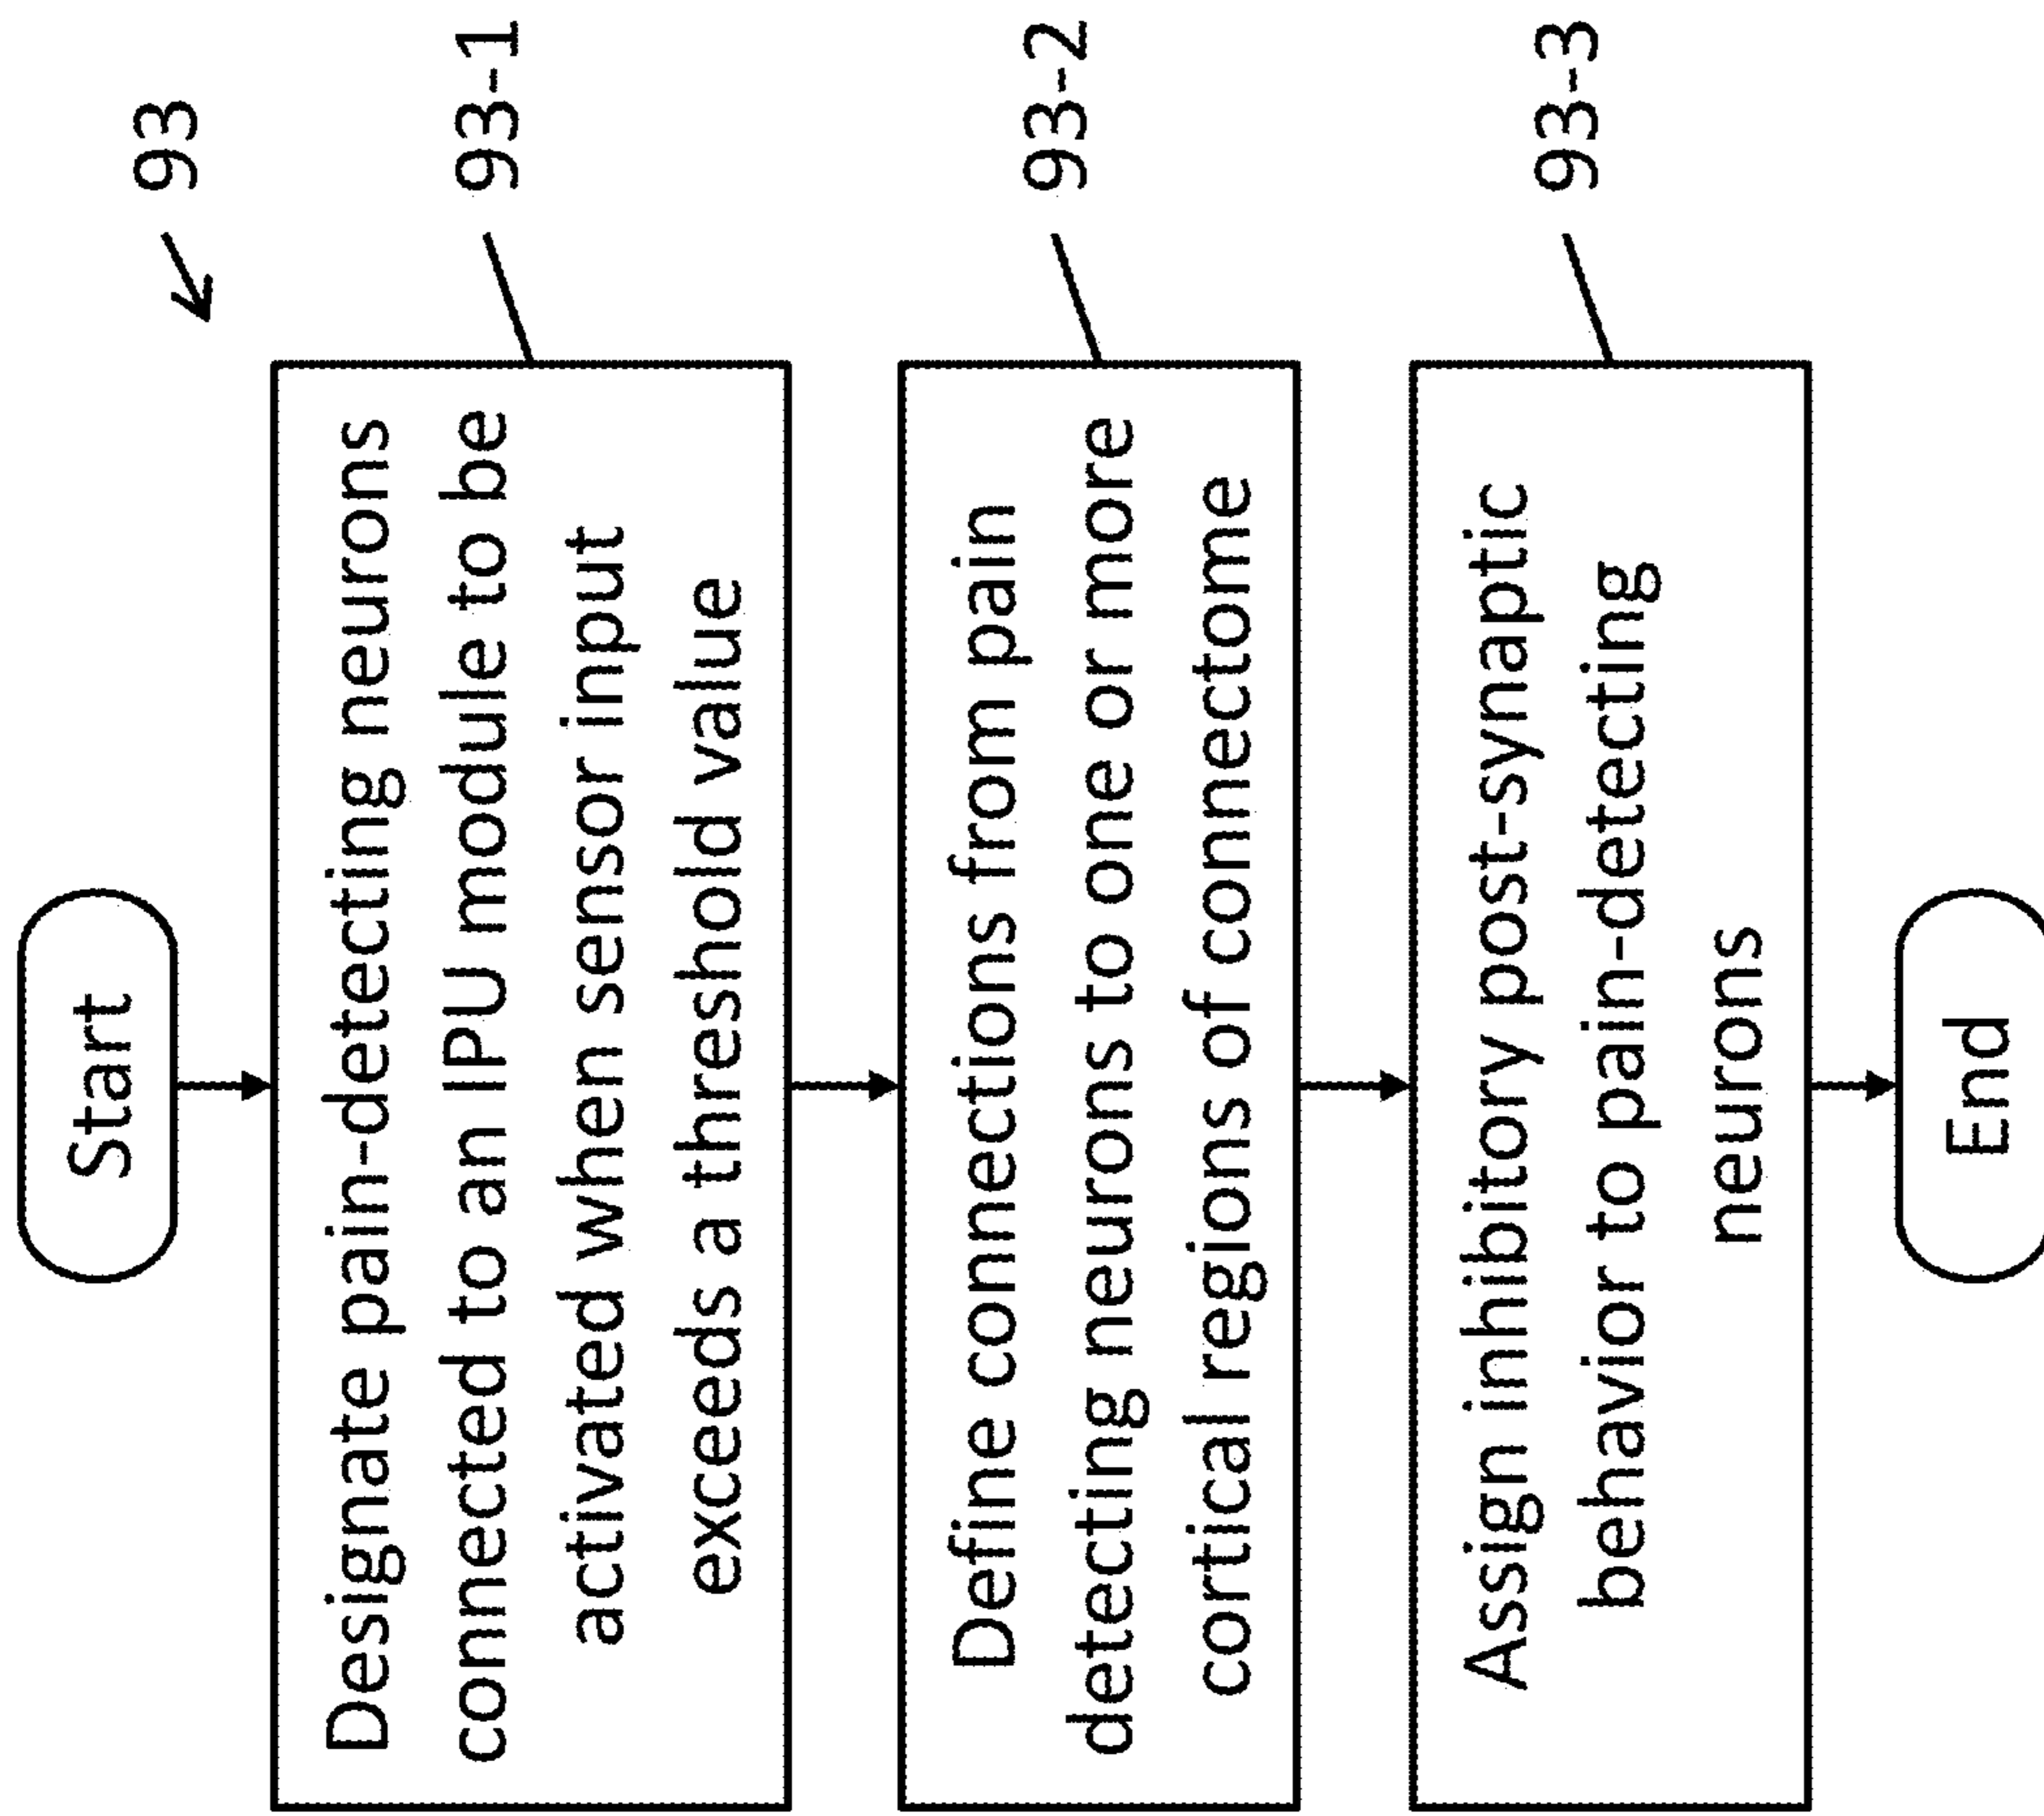 93
Start
Designate pain-detecting neurons
connected to an IPU module to be
activated when sensor input
exceeds a threshold value
93-1
Define connections from pain
detecting neurons to one or more
cortical regions of connectome
93-2
Assign inhibitory post-synaptic
behavior to pain-detecting
neurons
93-3
End